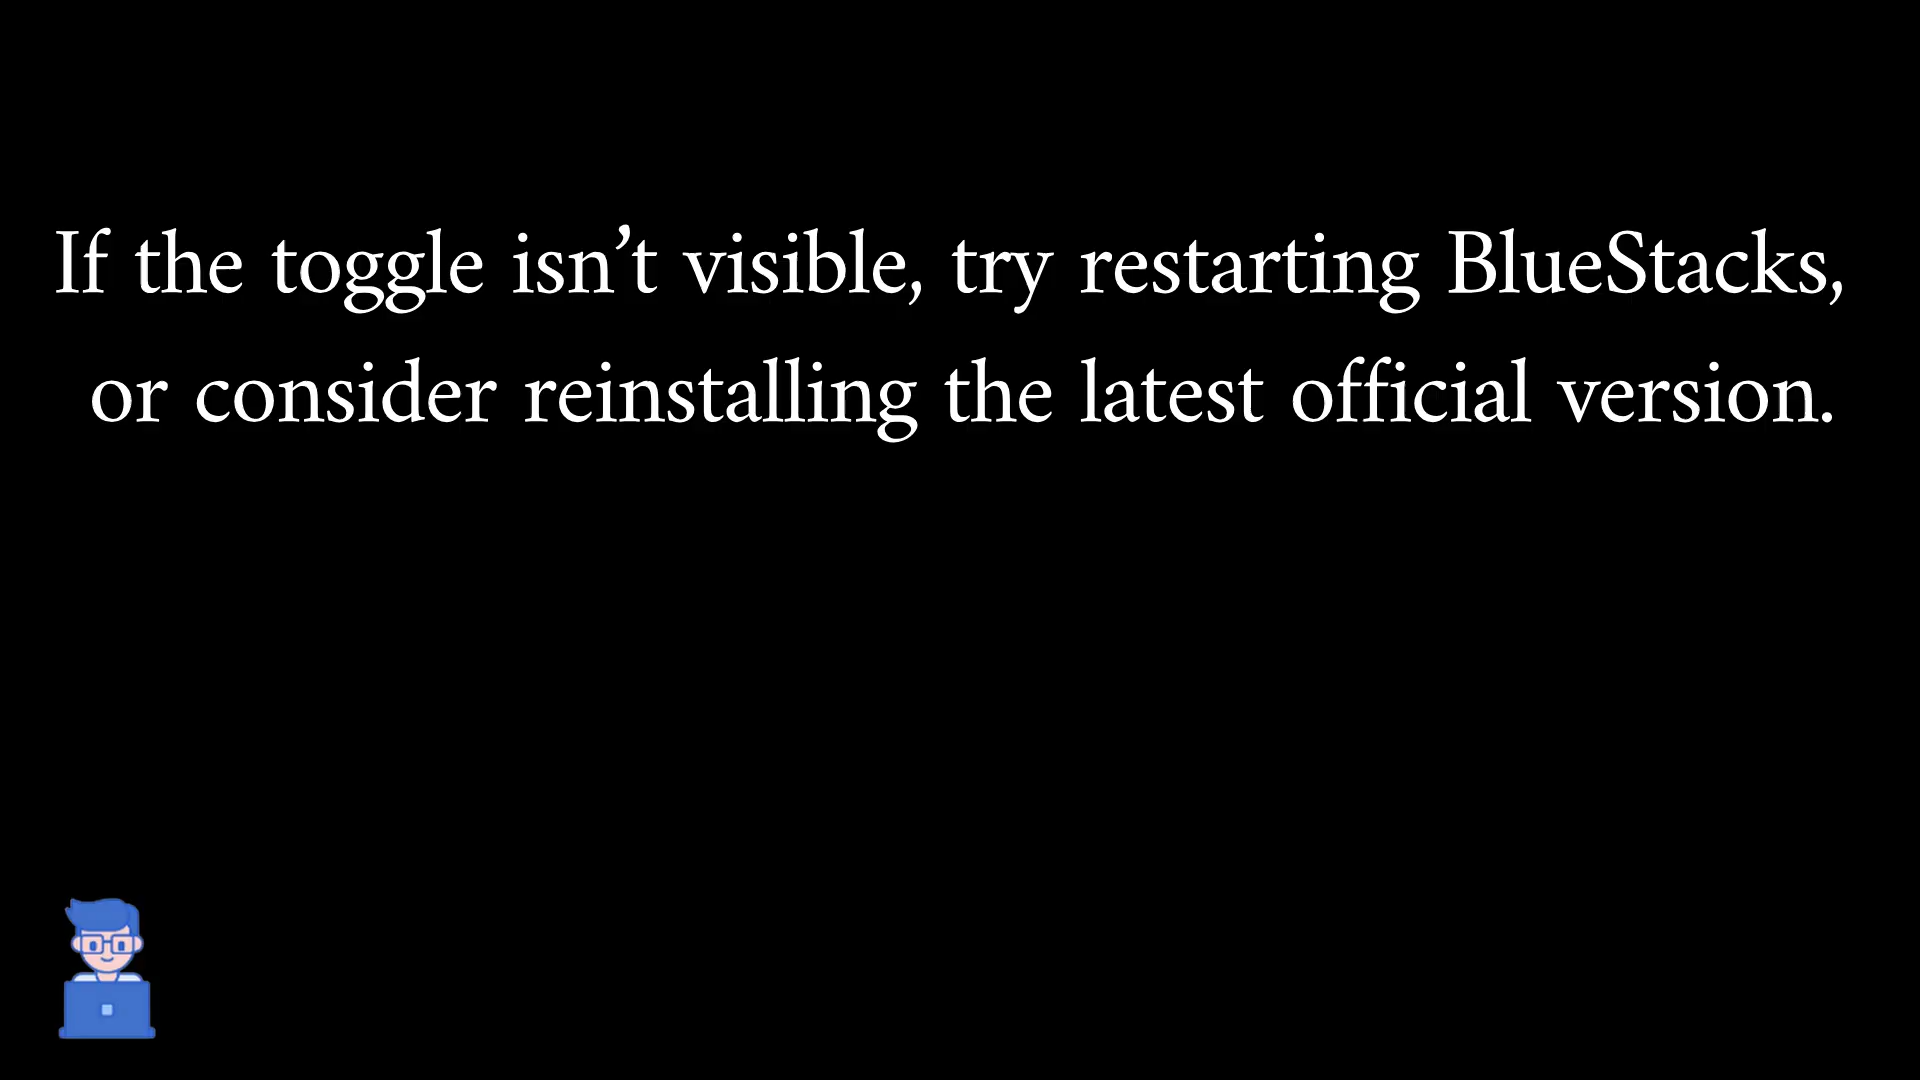 If the toggle isn’t visible, try restarting BlueStacks,
or consider reinstalling the latest official version.